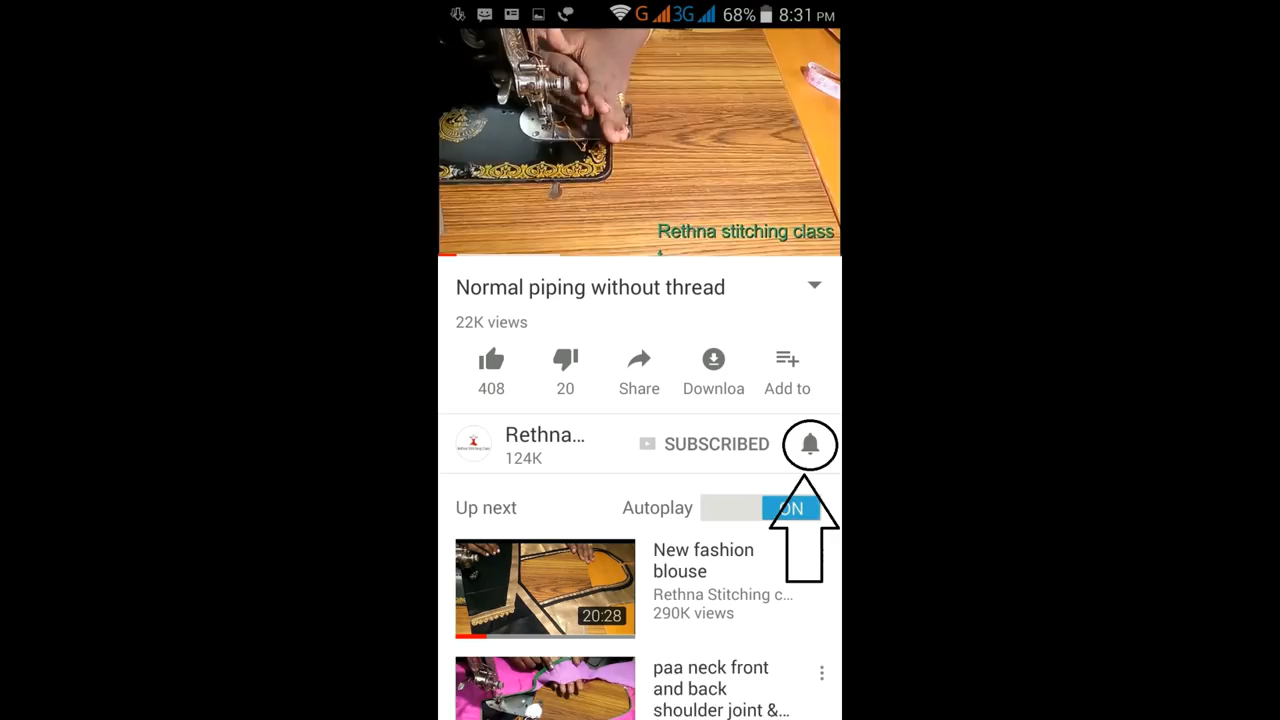 G 3G 68% 8:31 PM
Rethna stitching class
Normal piping without thread
22K views
408 20 Share Downloa Add to
Rethna… SUBSCRIBED
124K
Up next Autoplay ON
New fashion
blouse
Rethna Stitching c…
290K views
20:28
paa neck front
and back
shoulder joint &…